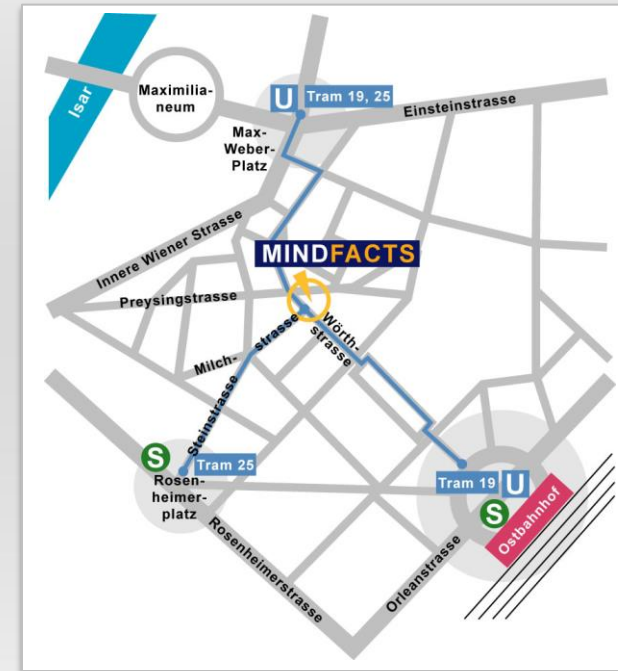 Isar
Maximilia-
neum
U
Tram 19, 25
Einsteinstrasse
Max-
Weber-
Platz
Innere Wiener Strasse
MINDFACTS
Preysingstrasse
Milch-
strasse
Wörth-
strasse
Steinstrasse
S
Tram 25
Rosen-
heimer-
platz
Tram 19
U
S
Ostbahnhof
Rosenheimerstrasse
Orleanstrasse